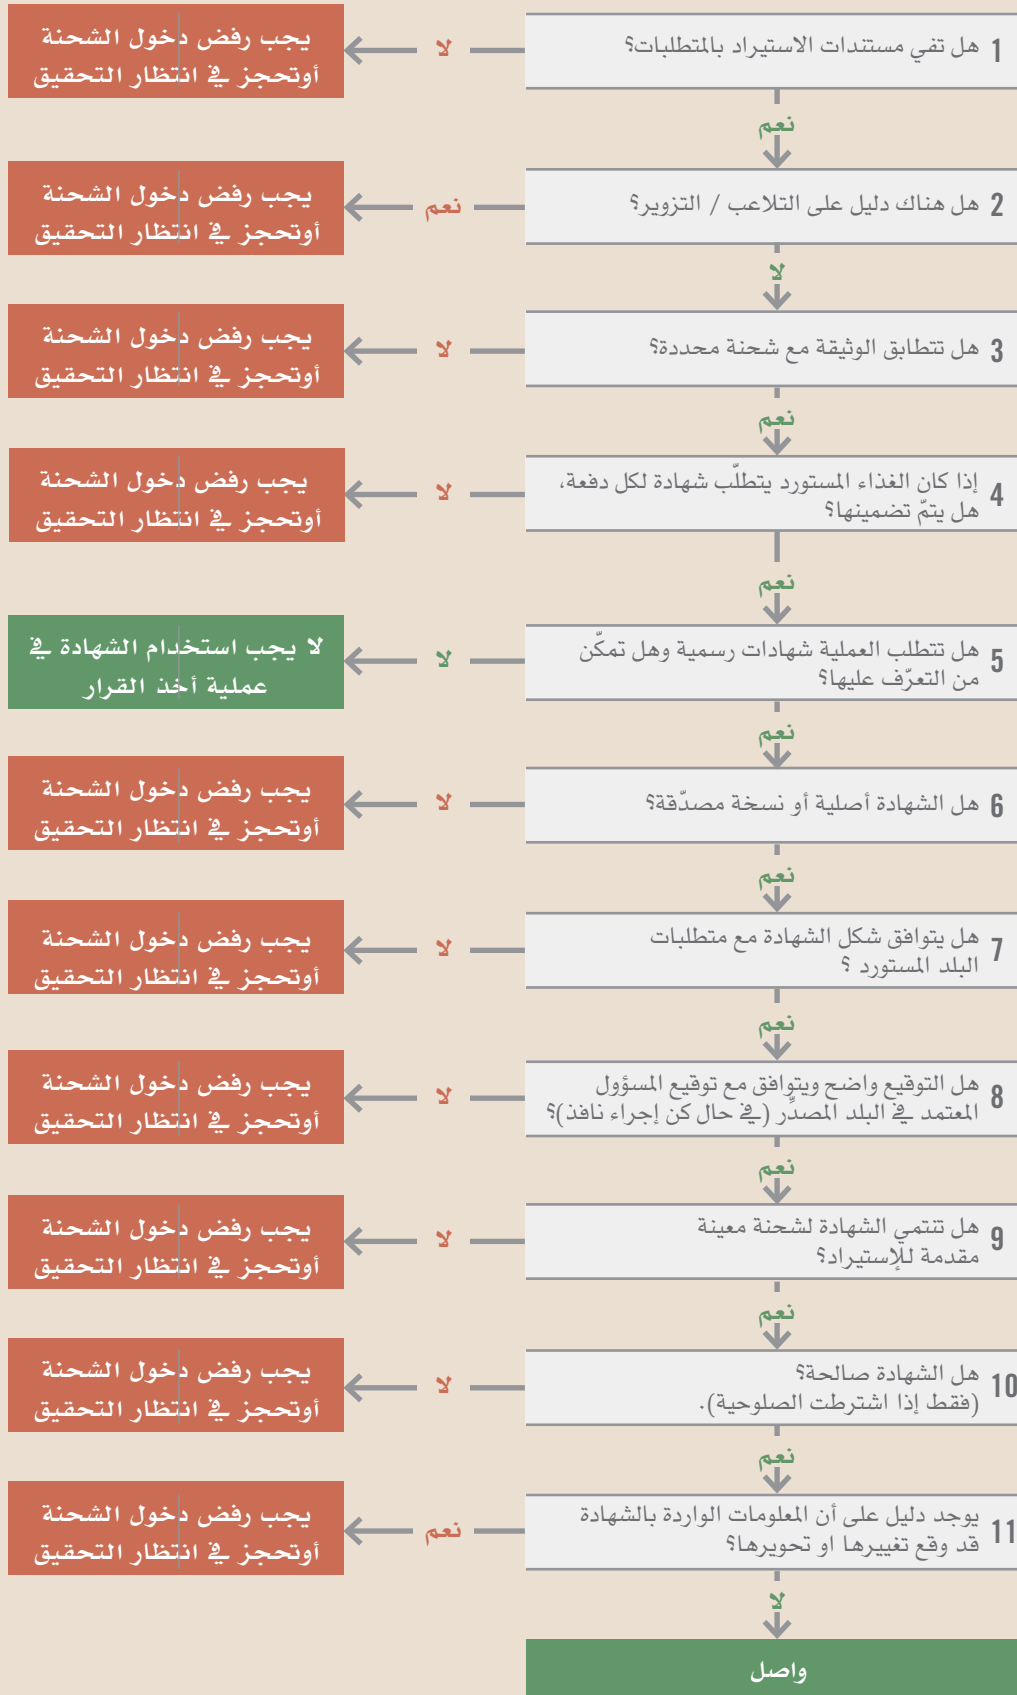 1 هل تفي مستندات الاستيراد بالمتطلبات؟
لا
يجب رفض دخول الشحنة
أوتحجز في انتظار التحقيق
نعم
2 هل هناك دليل على التلاعب / التزوير؟
نعم
يجب رفض دخول الشحنة
أوتحجز في انتظار التحقيق
لا
3 هل تتطابق الوثيقة مع شحنة محددة؟
لا
يجب رفض دخول الشحنة
أوتحجز في انتظار التحقيق
نعم
4 إذا كان الغذاء المستورد يتطلّب شهادة لكل دفعة،
هل يتمّ تضمينها؟
لا
يجب رفض دخول الشحنة
أوتحجز في انتظار التحقيق
نعم
5 هل تتطلب العملية شهادات رسمية وهل تمكّن
من التعرّف عليها؟
لا
لا يجب استخدام الشهادة في
عملية أخذ القرار
نعم
6 هل الشهادة أصلية أو نسخة مصدّقة؟
لا
يجب رفض دخول الشحنة
أوتحجز في انتظار التحقيق
نعم
7 هل يتوافق شكل الشهادة مع متطلبات
البلد المستورد ؟
لا
يجب رفض دخول الشحنة
أوتحجز في انتظار التحقيق
نعم
8 هل التوقيع واضح ويتوافق مع توقيع المسؤول
المعتمد في البلد المصدِّر (في حال كن إجراء نافذ)؟
لا
يجب رفض دخول الشحنة
أوتحجز في انتظار التحقيق
نعم
9 هل تنتمي الشهادة لشحنة معينة
مقدمة للإستيراد؟
لا
يجب رفض دخول الشحنة
أوتحجز في انتظار التحقيق
نعم
10 هل الشهادة صالحة؟
(فقط إذا اشترطت الصلوحية).
لا
يجب رفض دخول الشحنة
أوتحجز في انتظار التحقيق
نعم
11 يوجد دليل على أن المعلومات الواردة بالشهادة
قد وقع تغييرها او تحويرها؟
نعم
يجب رفض دخول الشحنة
أوتحجز في انتظار التحقيق
لا
واصل